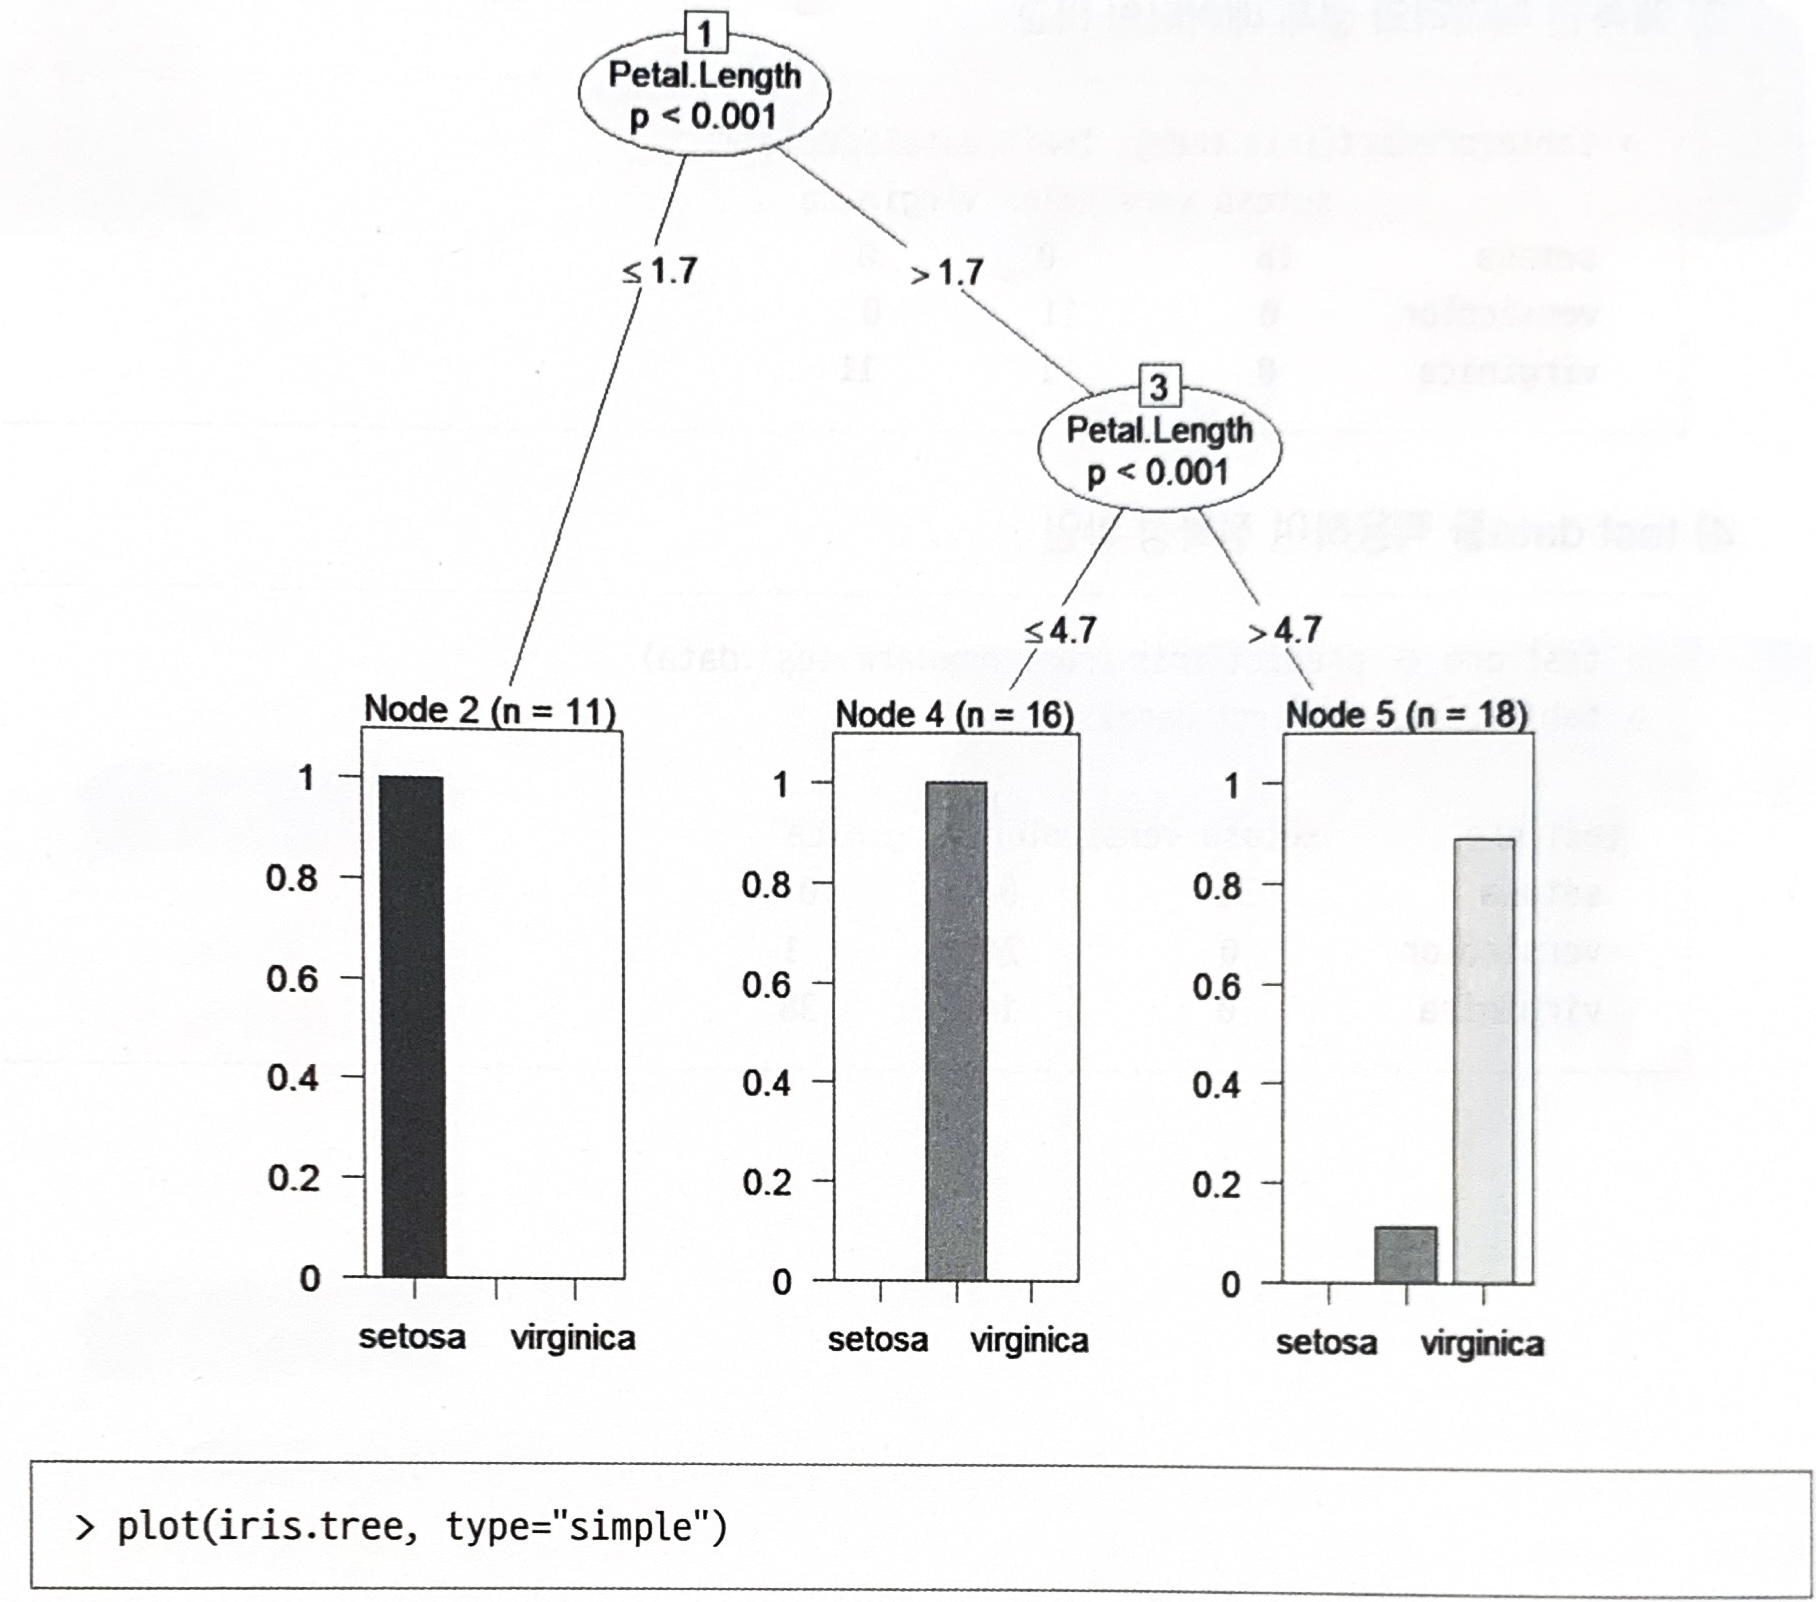 1
Petal.Length
p < 0.001
≤ 1.7
> 1.7
3
Petal.Length
p < 0.001
≤ 4.7
> 4.7
Node 2 (n = 11)
Node 4 (n = 16)
Node 5 (n = 18)
1
0.8
0.6
0.4
0.2
0
setosa virginica
1
0.8
0.6
0.4
0.2
0
setosa virginica
1
0.8
0.6
0.4
0.2
0
setosa virginica
> plot(iris.tree, type="simple")